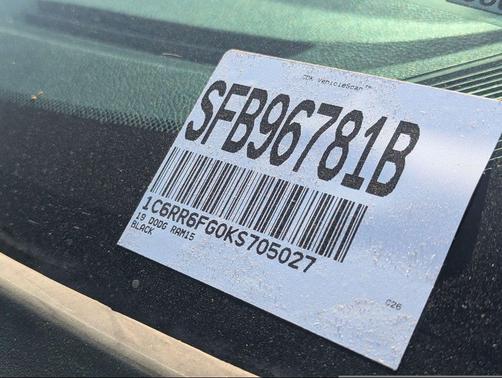 CDK VehicleScan™
SFB96781B
1C6RR6FG0KS705027
19 DODG RAM15
BLACK
C26